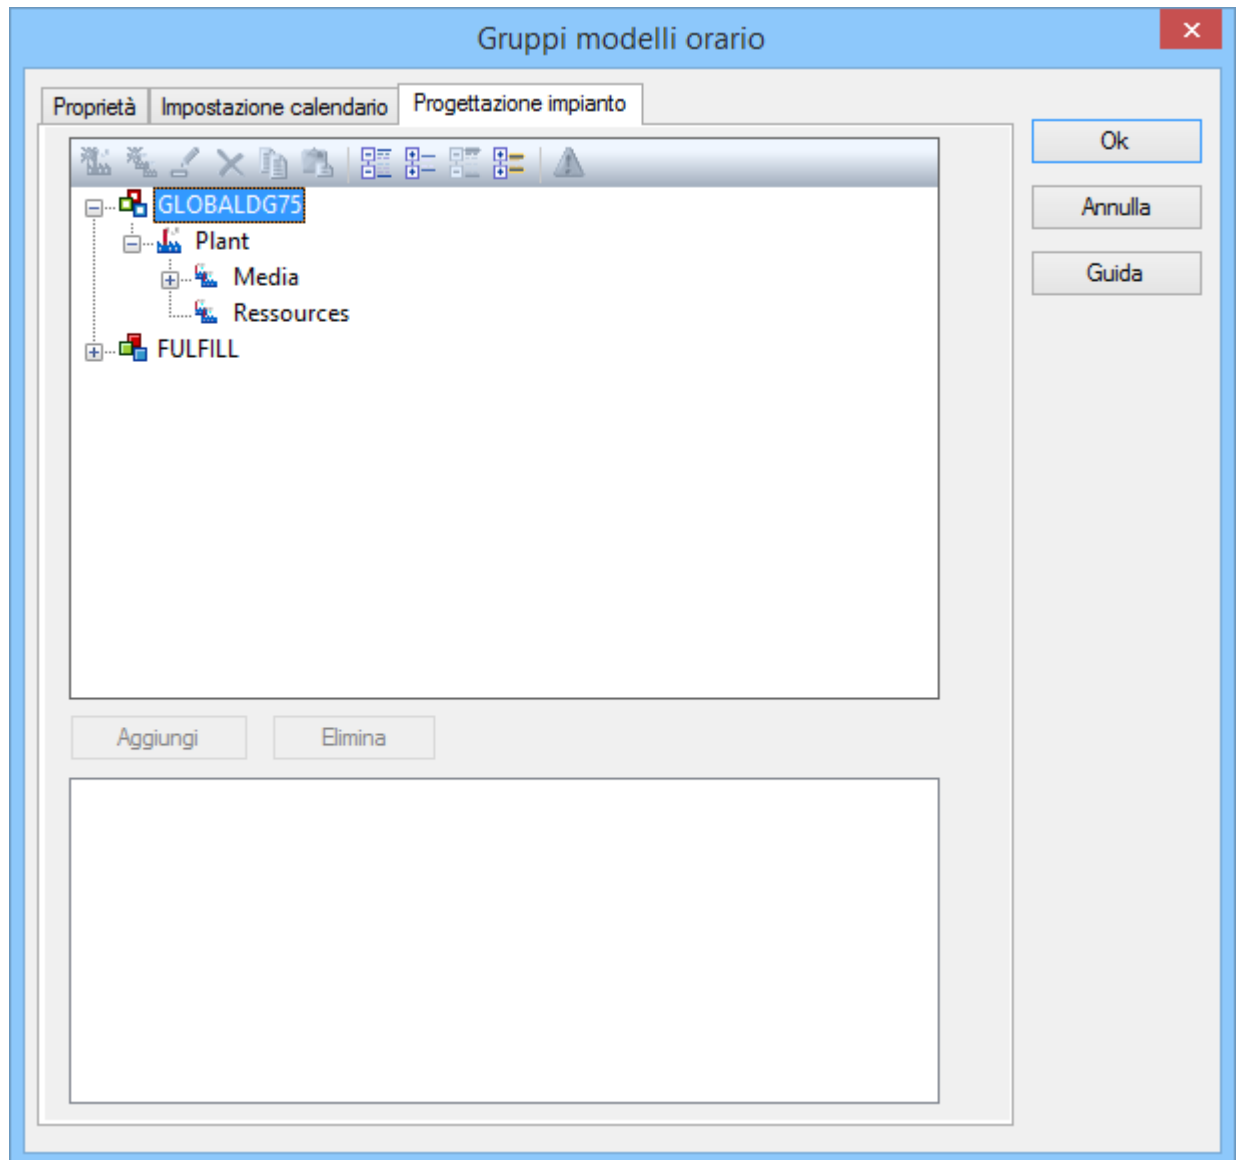 Gruppi modelli orario
Proprietà Impostazione calendario Progettazione impianto
Ok
Annulla
Guida
GLOBALDG75
Plant
Media
Ressources
FULFILL
Aggiungi Elimina